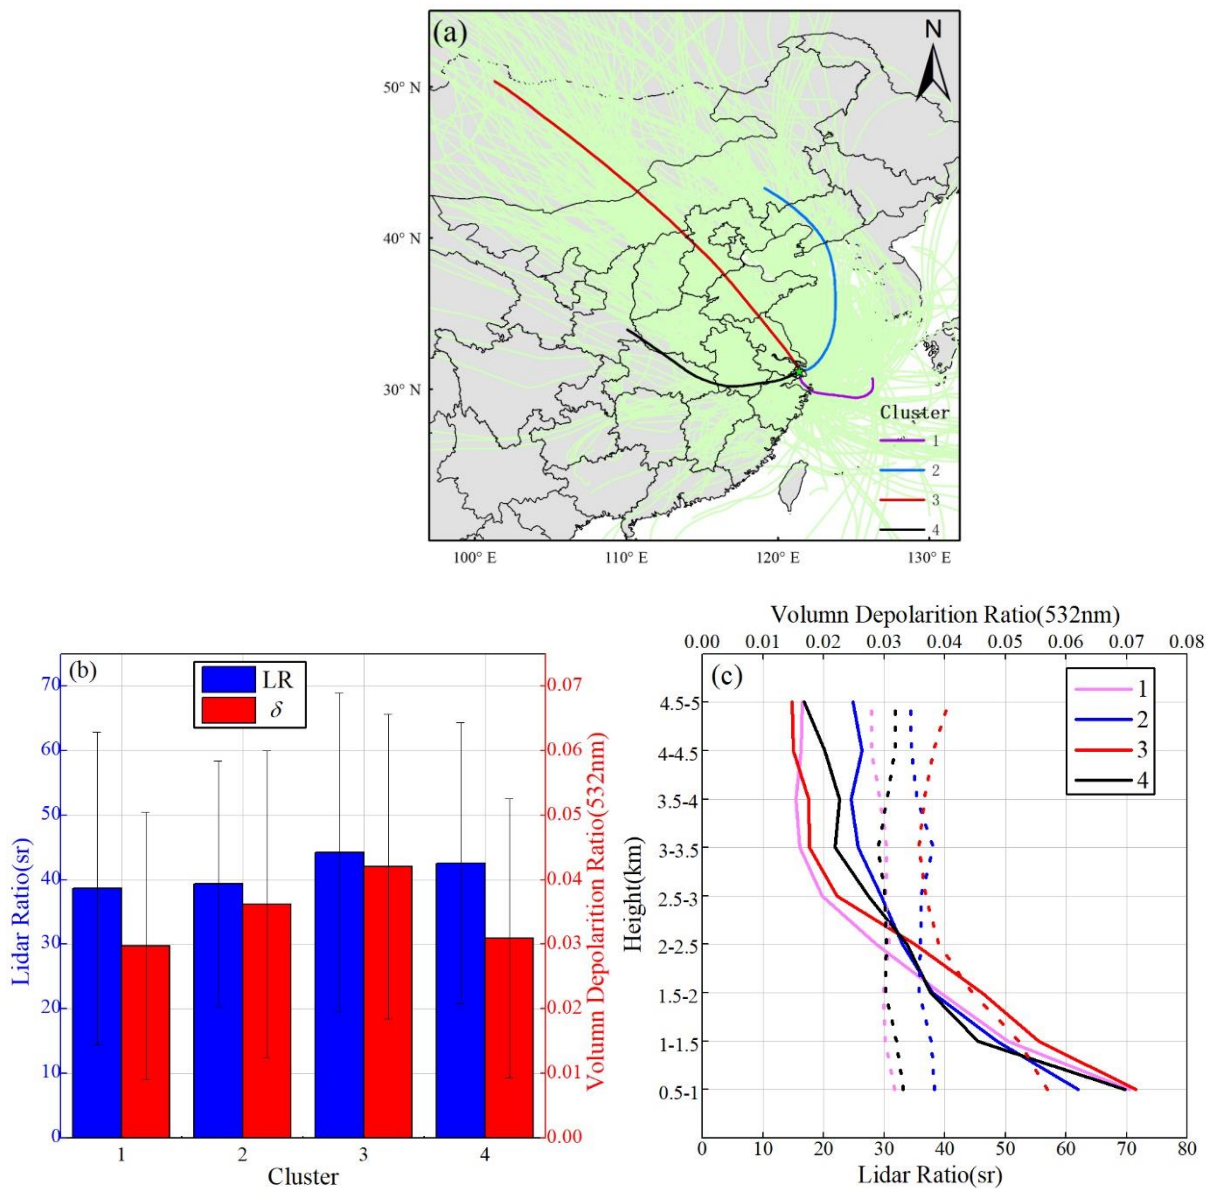 (a)
N
50° N
40° N
30° N
Cluster
1
2
3
4
100° E
110° E
120° E
130° E
(b)
LR
δ
70
60
50
40
30
20
10
0
Lidar Ratio(sr)
0.07
0.06
0.05
0.04
0.03
0.02
0.01
0.00
Volumn Depolarition Ratio(532nm)
1 2 3 4
Cluster
Volumn Depolarition Ratio(532nm)
0.00 0.01 0.02 0.03 0.04 0.05 0.06 0.07 0.08
(c)
1
2
3
4
4.5-5
4-4.5
3.5-4
3-3.5
2.5-3
2-2.5
1.5-2
1-1.5
0.5-1
Height(km)
0 10 20 30 40 50 60 70 80
Lidar Ratio(sr)